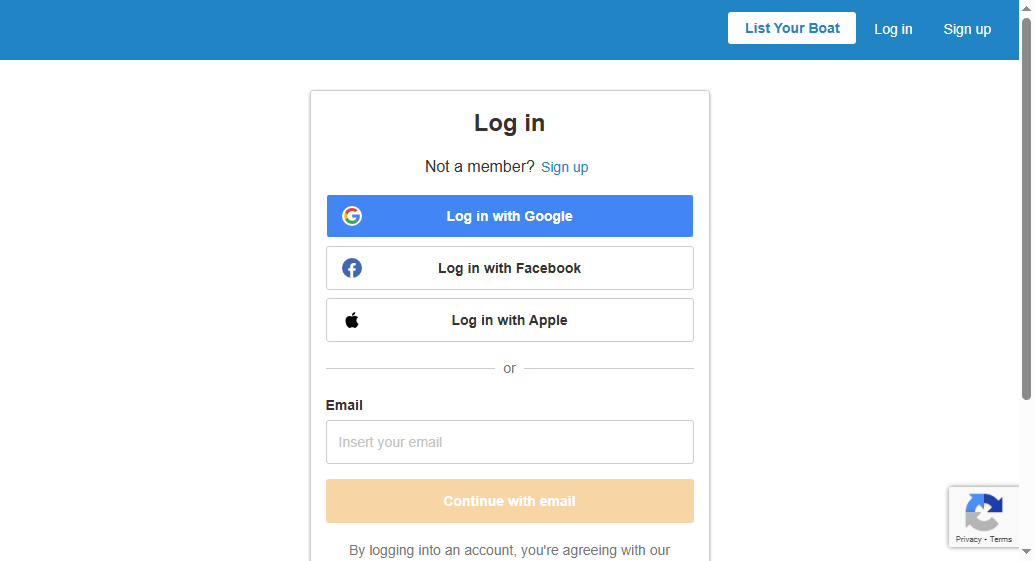 List Your Boat Log in Sign up
Log in
Not a member? Sign up
Log in with Google
Log in with Facebook
Log in with Apple
or
Email
Insert your email
Continue with email
By logging into an account, you're agreeing with our
Privacy - Terms